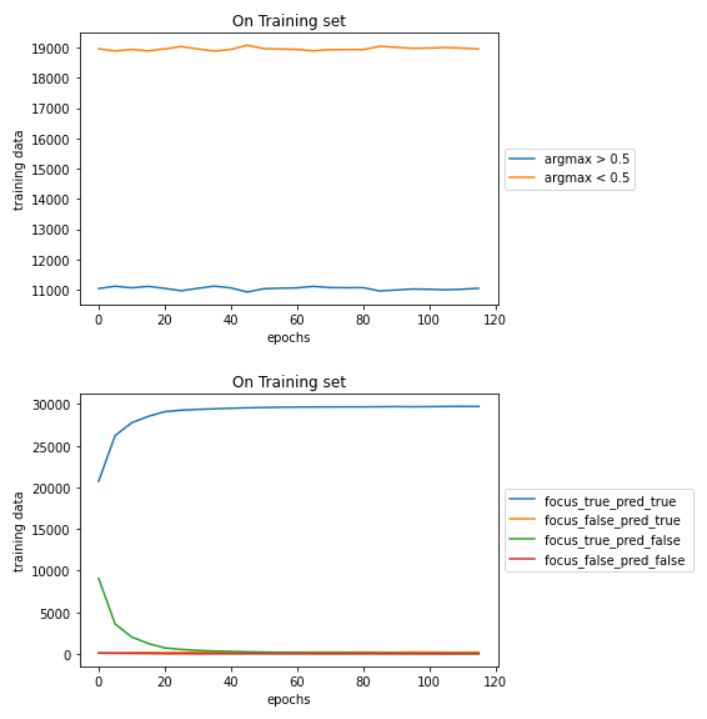 On Training set
19000
18000
17000
16000
15000
14000
13000
12000
11000
training data
0 20 40 60 80 100 120
epochs
argmax > 0.5
argmax < 0.5
On Training set
30000
25000
20000
15000
10000
5000
0
training data
0 20 40 60 80 100 120
epochs
focus_true_pred_true
focus_false_pred_true
focus_true_pred_false
focus_false_pred_false